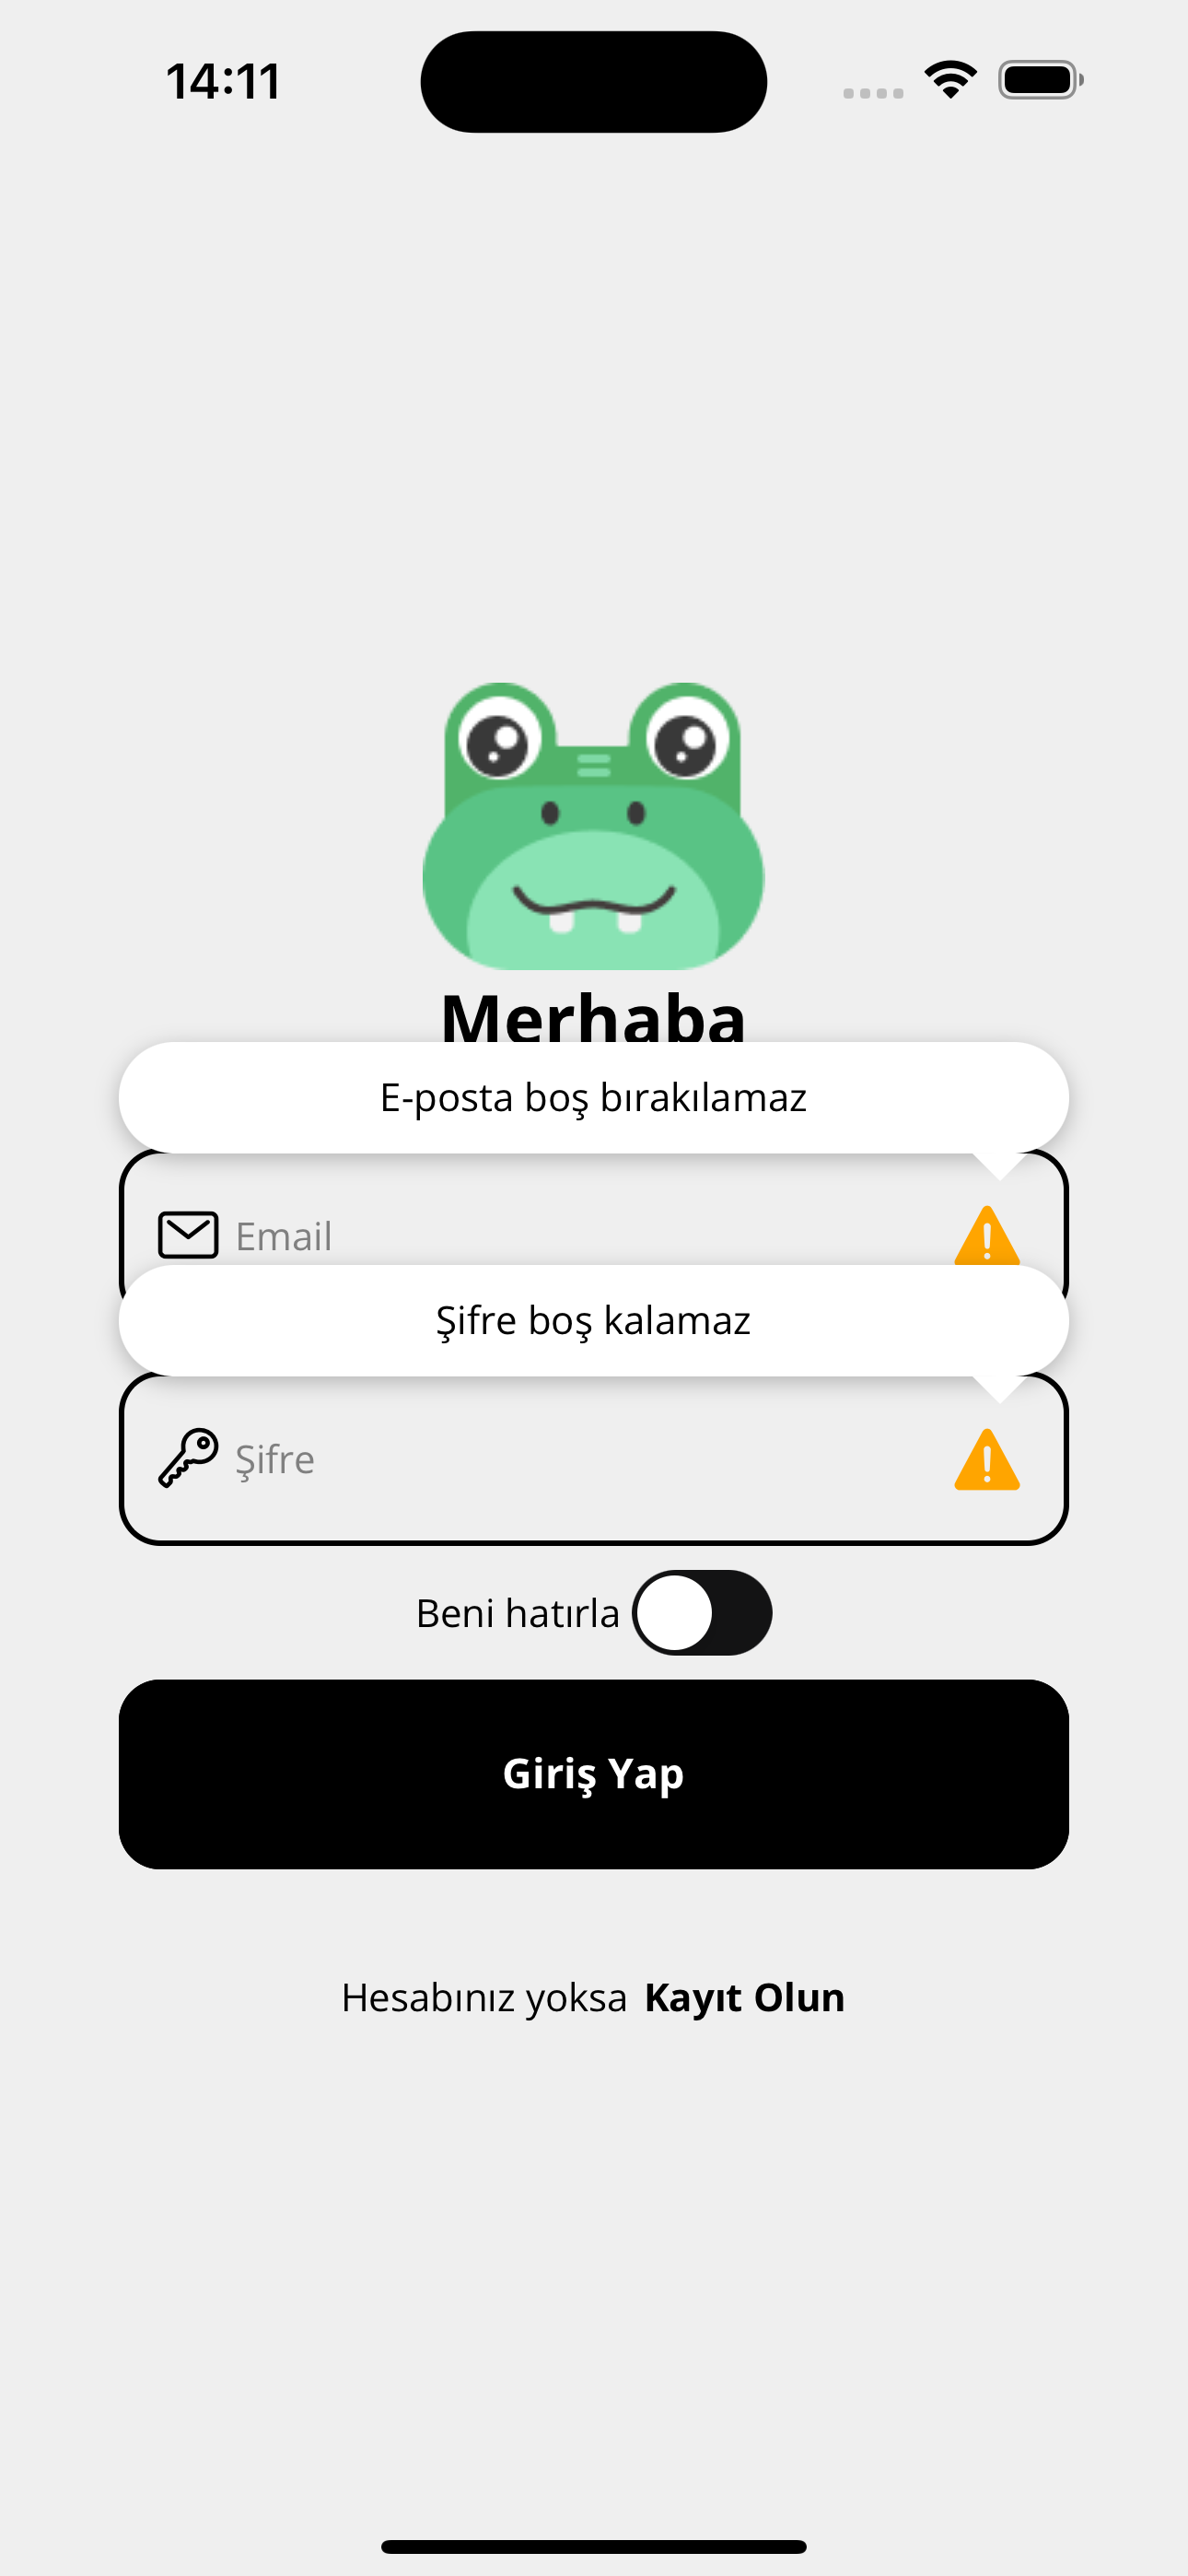 14:11
Merhaba
E-posta boş bırakılamaz
Email
Şifre boş kalamaz
Şifre
Beni hatırla
Giriş Yap
Hesabınız yoksa Kayıt Olun